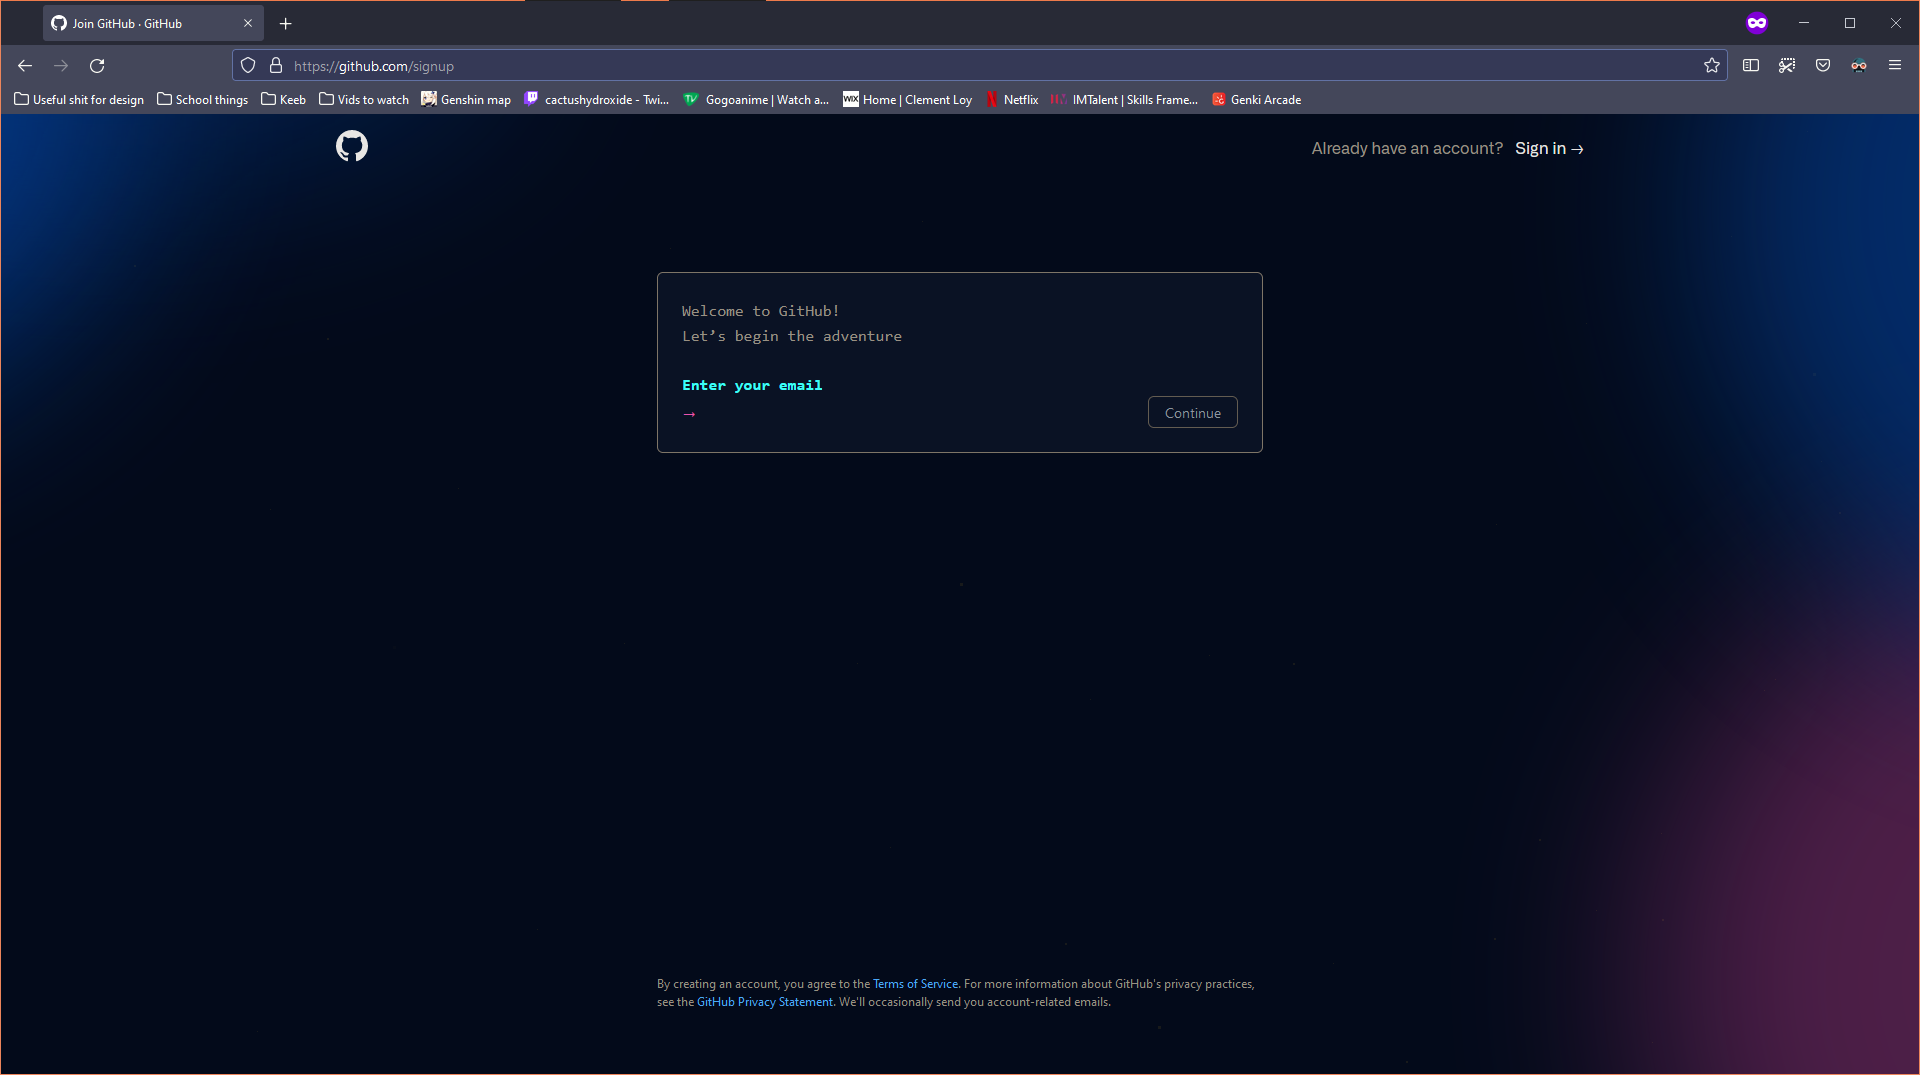 Join GitHub · GitHub
https://github.com/signup
Useful shit for design School things Keeb Vids to watch Genshin map cactushydroxide - Twi... Gogoanime | Watch a... WIX Home | Clement Loy Netflix IMTalent | Skills Frame... Genki Arcade
Already have an account? Sign in →
Welcome to GitHub!
Let’s begin the adventure
Enter your email
→ Continue
By creating an account, you agree to the Terms of Service. For more information about GitHub's privacy practices,
see the GitHub Privacy Statement. We'll occasionally send you account-related emails.